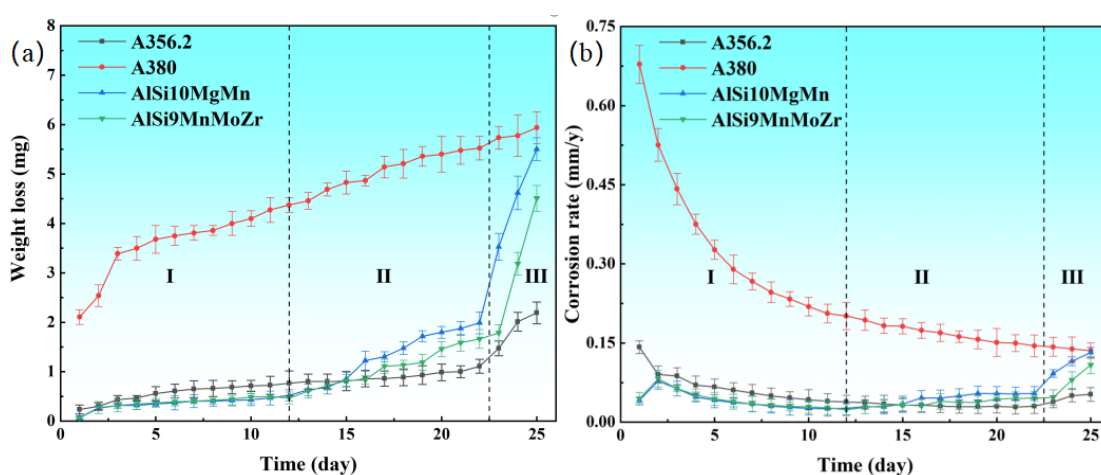 (a)
A356.2
A380
AlSi10MgMn
AlSi9MnMoZr
I
II
III
Weight loss (mg)
8
7
6
5
4
3
2
1
0
0 5 10 15 20 25
Time (day)
(b)
A356.2
A380
AlSi10MgMn
AlSi9MnMoZr
I
II
III
Corrosion rate (mm/y)
0.75
0.60
0.45
0.30
0.15
0.00
0 5 10 15 20 25
Time (day)